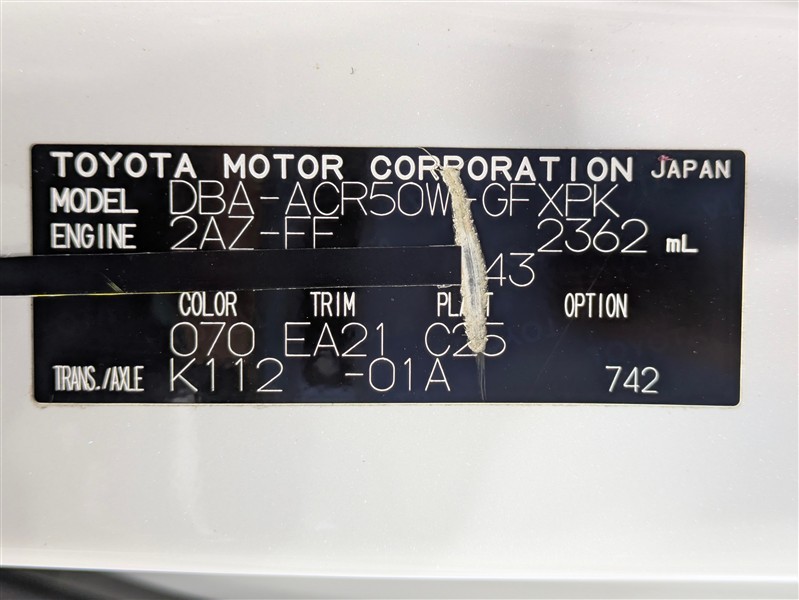 TOYOTA MOTOR CORPORATION JAPAN
MODEL DBA-ACR50W-GFXPK
ENGINE 2AZ-FE 2362 mL
43
COLOR TRIM PLANT OPTION
070 EA21 C25
TRANS./AXLE K112 -01A 742